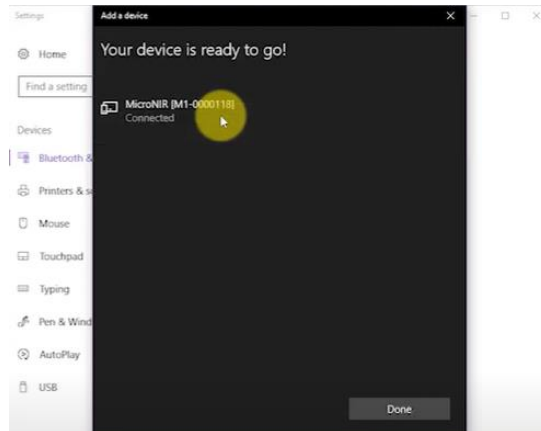 Settings
Add a device
Your device is ready to go!
Home
Find a setting
MicroNIR [M1-0000118]
Connected
Devices
Bluetooth &
Printers & s
Mouse
Touchpad
Typing
Pen & Wind
AutoPlay
USB
Done